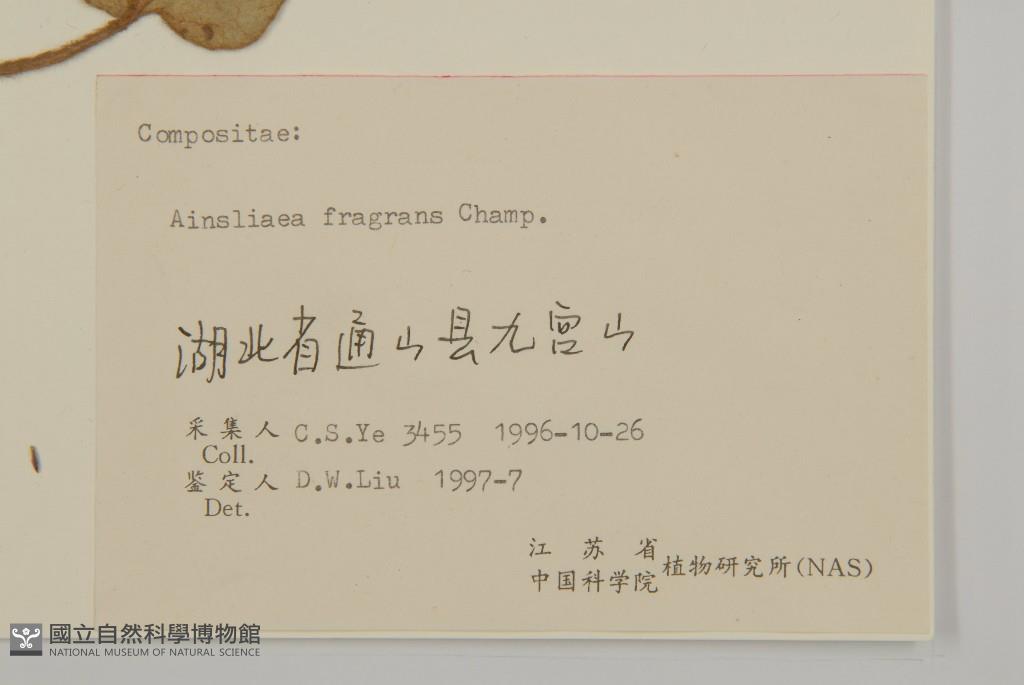 Compositae:
Ainsliaea fragrans Champ.
湖北省通山县九宫山
采集人 C.S.Ye 3455 1996-10-26
Coll.
鉴定人 D.W.Liu 1997-7
Det.
江苏省
中国科学院 植物研究所(NAS)
國立自然科學博物館
NATIONAL MUSEUM OF NATURAL SCIENCE